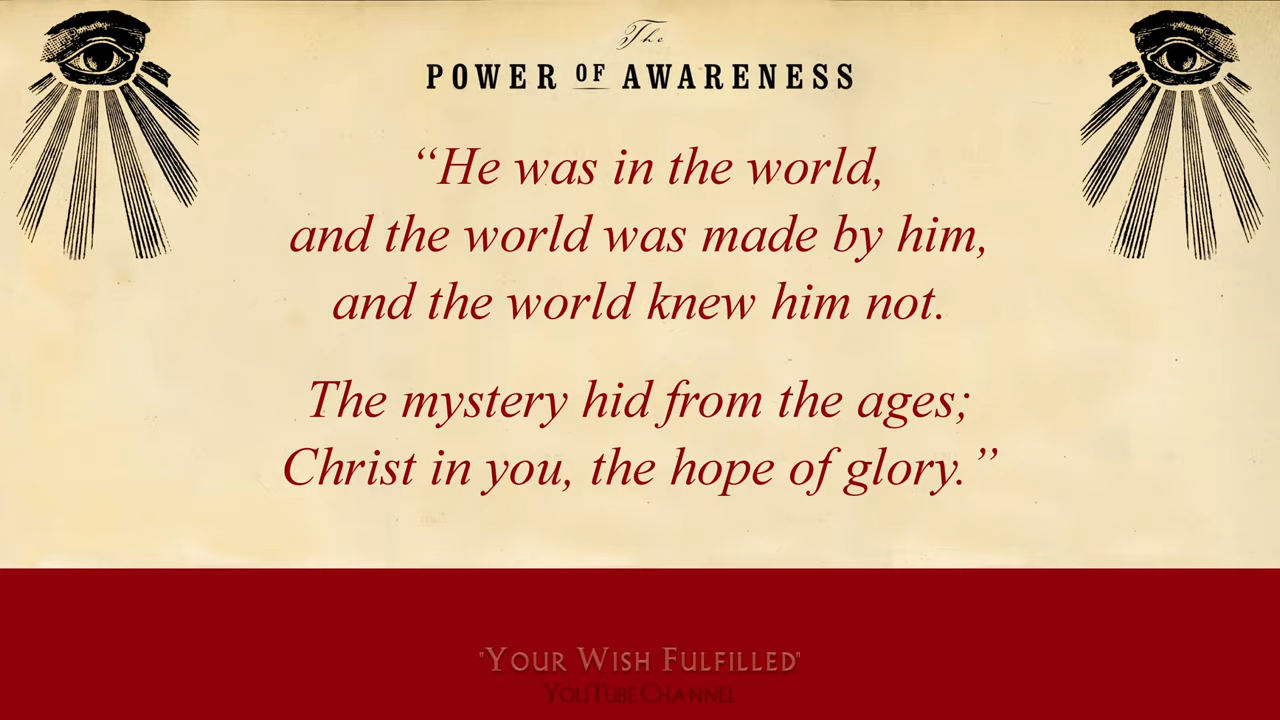 The
POWER OF AWARENESS
“He was in the world,
and the world was made by him,
and the world knew him not.
The mystery hid from the ages;
Christ in you, the hope of glory.”
"YOUR WISH FULFILLED"
YOUTUBE CHANNEL